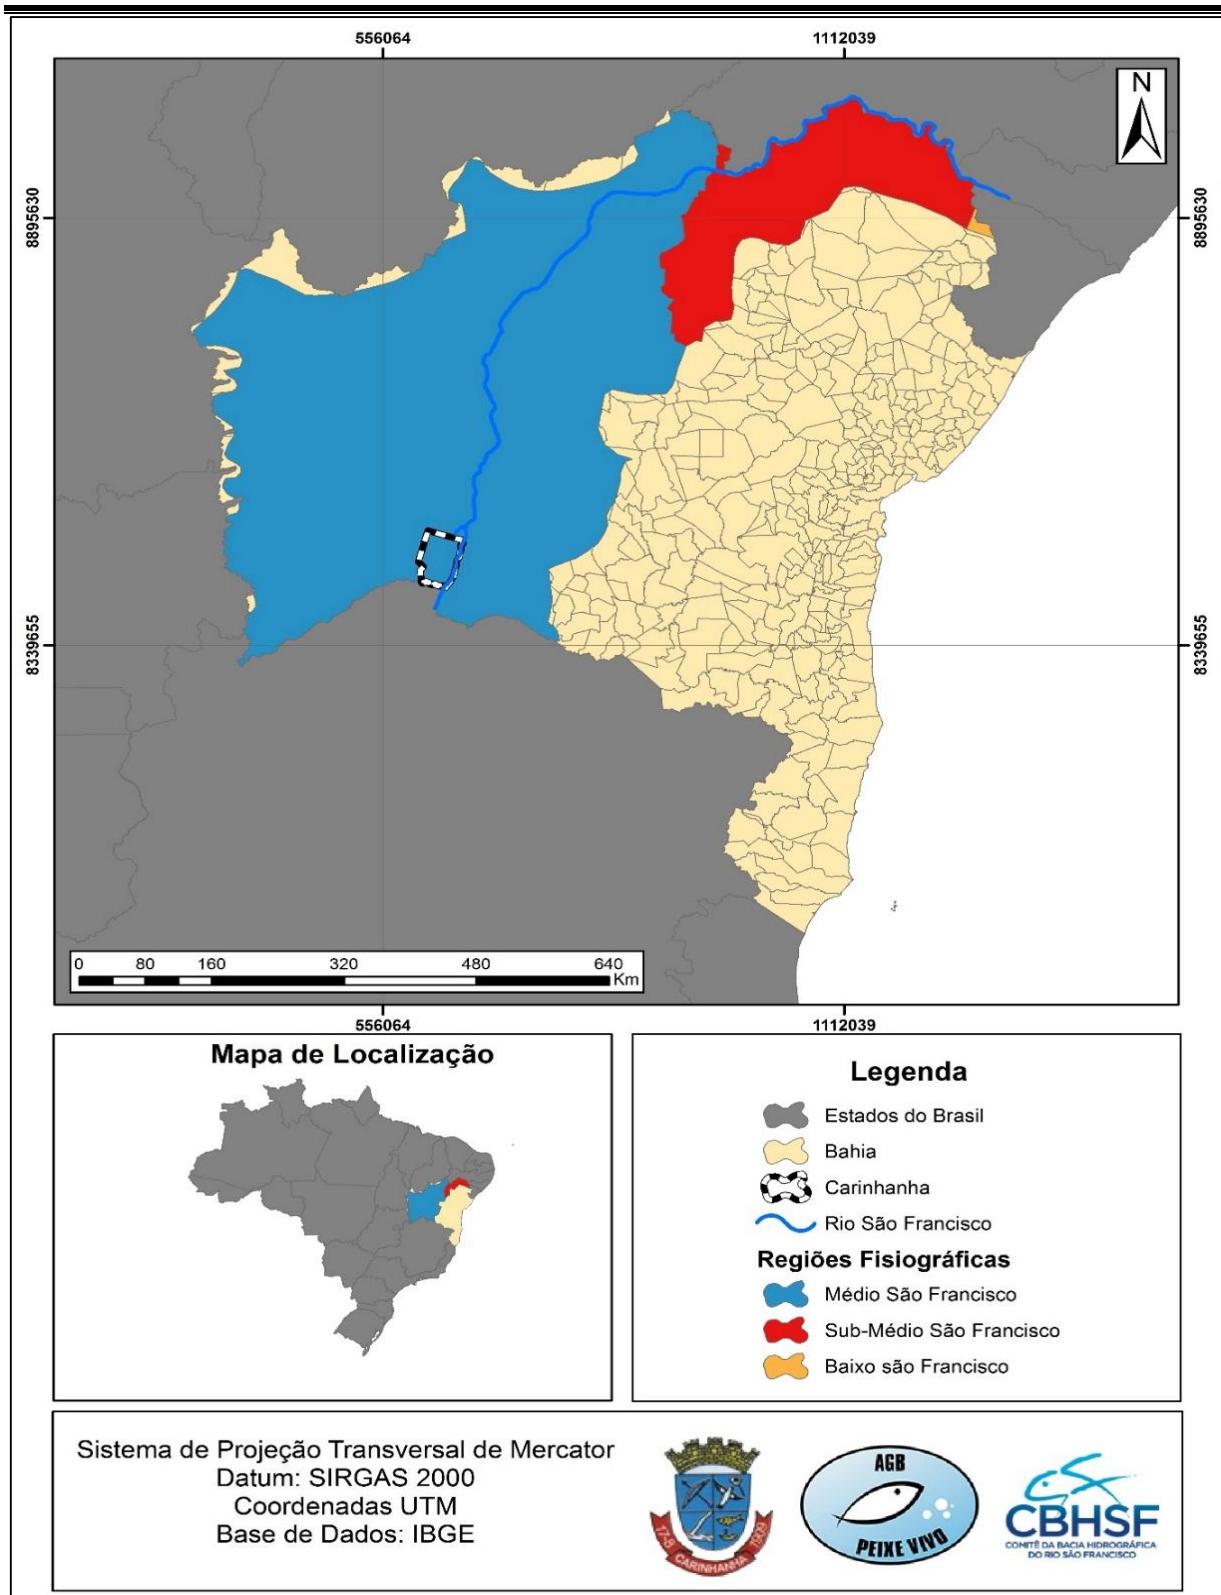 556064
1112039
N
8895630
8895630
8339655
8339655
0 80 160 320 480 640
Km
556064
1112039
Mapa de Localização
Legenda
Estados do Brasil
Bahia
Carinhanha
Rio São Francisco
Regiões Fisiográficas
Médio São Francisco
Sub-Médio São Francisco
Baixo são Francisco
Sistema de Projeção Transversal de Mercator
Datum: SIRGAS 2000
Coordenadas UTM
Base de Dados: IBGE
17-8 CARINHANHA 1909
AGB
PEIXE VIVO
CBHSF
COMITÊ DA BACIA HIDROGRÁFICA
DO RIO SÃO FRANCISCO